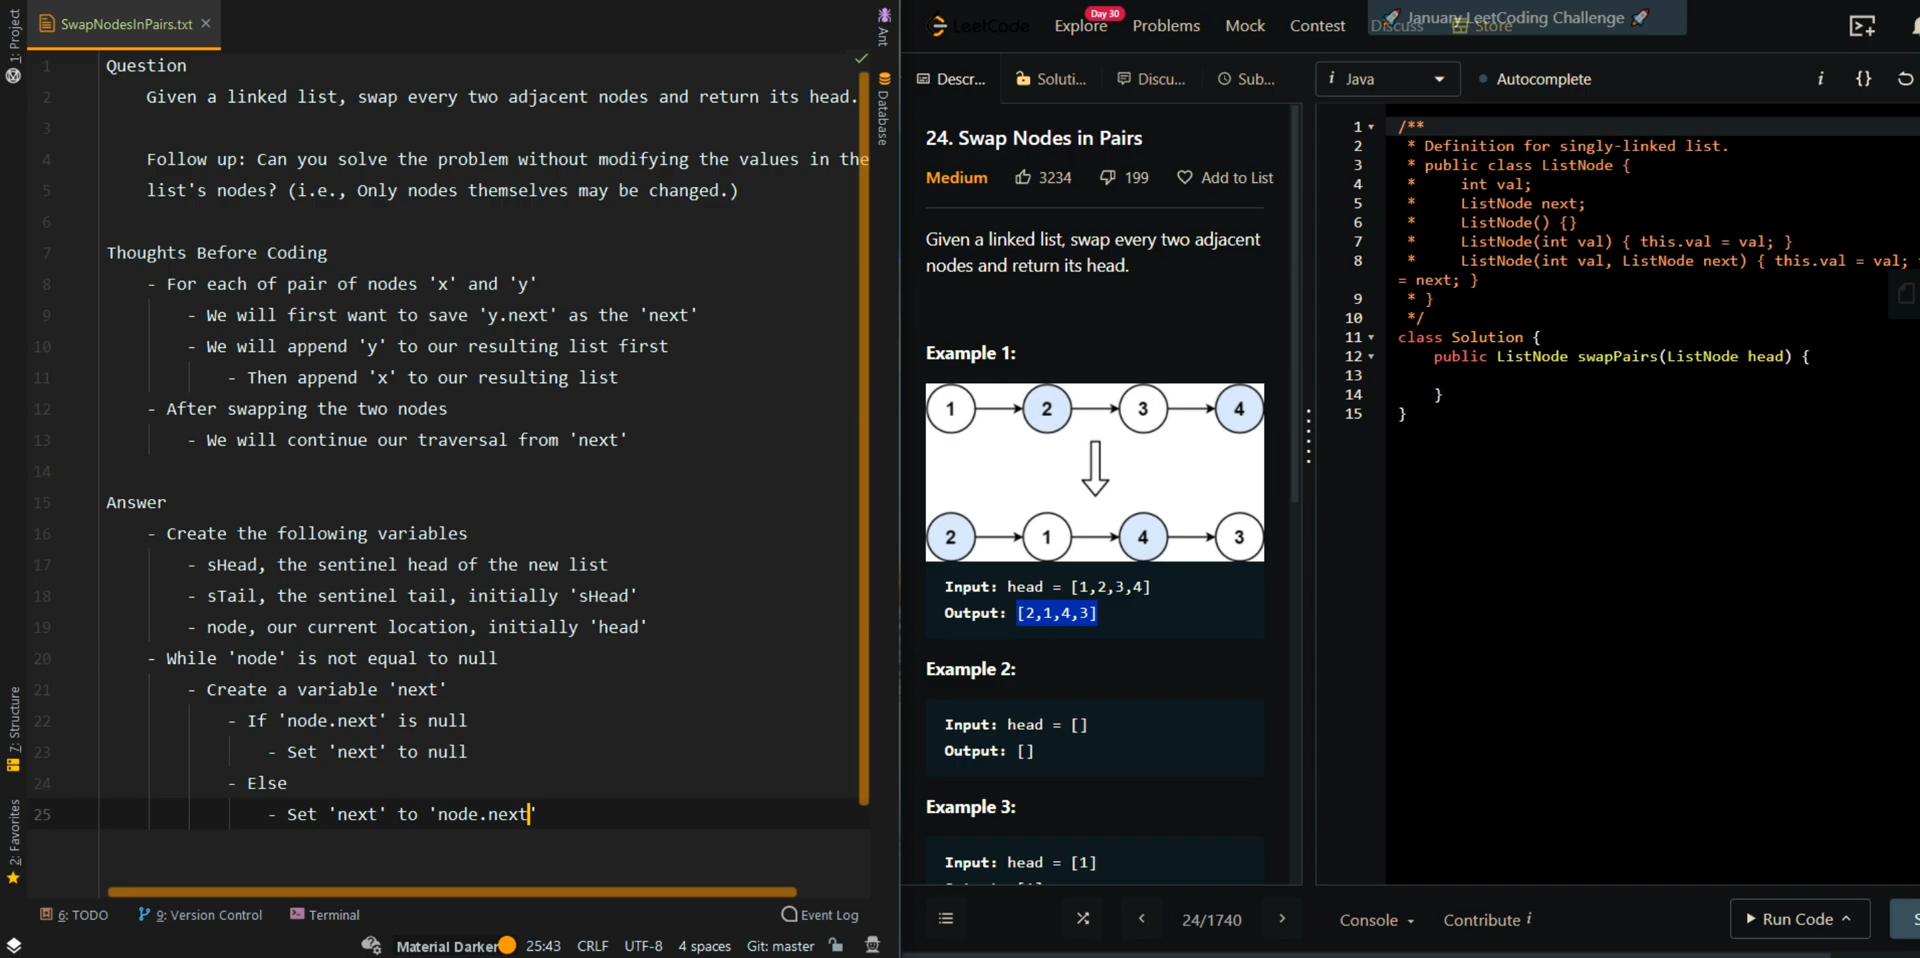 1: Project
SwapNodesInPairs.txt
Ant
Database
1 Question
2 Given a linked list, swap every two adjacent nodes and return its head.
3
4 Follow up: Can you solve the problem without modifying the values in the
5 list's nodes? (i.e., Only nodes themselves may be changed.)
6
7 Thoughts Before Coding
8 - For each of pair of nodes 'x' and 'y'
9 - We will first want to save 'y.next' as the 'next'
10 - We will append 'y' to our resulting list first
11 - Then append 'x' to our resulting list
12 - After swapping the two nodes
13 - We will continue our traversal from 'next'
14
15 Answer
16 - Create the following variables
17 - sHead, the sentinel head of the new list
18 - sTail, the sentinel tail, initially 'sHead'
19 - node, our current location, initially 'head'
20 - While 'node' is not equal to null
21 - Create a variable 'next'
22 - If 'node.next' is null
23 - Set 'next' to null
24 - Else
25 - Set 'next' to 'node.next'
7: Structure
2: Favorites
6: TODO 9: Version Control Terminal Event Log
Material Darker 25:43 CRLF UTF-8 4 spaces Git: master
LeetCode Explore Day 30 Problems Mock Contest Discuss Store
January LeetCoding Challenge
Descr... Soluti... Discu... Sub...
24. Swap Nodes in Pairs
Medium 3234 199 Add to List
Given a linked list, swap every two adjacent
nodes and return its head.
Example 1:
1 2 3 4
2 1 4 3
Input: head = [1,2,3,4]
Output: [2,1,4,3]
Example 2:
Input: head = []
Output: []
Example 3:
Input: head = [1]
24/1740
i Java Autocomplete i {}
1 /**
2 * Definition for singly-linked list.
3 * public class ListNode {
4 * int val;
5 * ListNode next;
6 * ListNode() {}
7 * ListNode(int val) { this.val = val; }
8 * ListNode(int val, ListNode next) { this.val = val;
= next; }
9 * }
10 */
11 class Solution {
12 public ListNode swapPairs(ListNode head) {
13
14 }
15 }
Console Contribute i Run Code